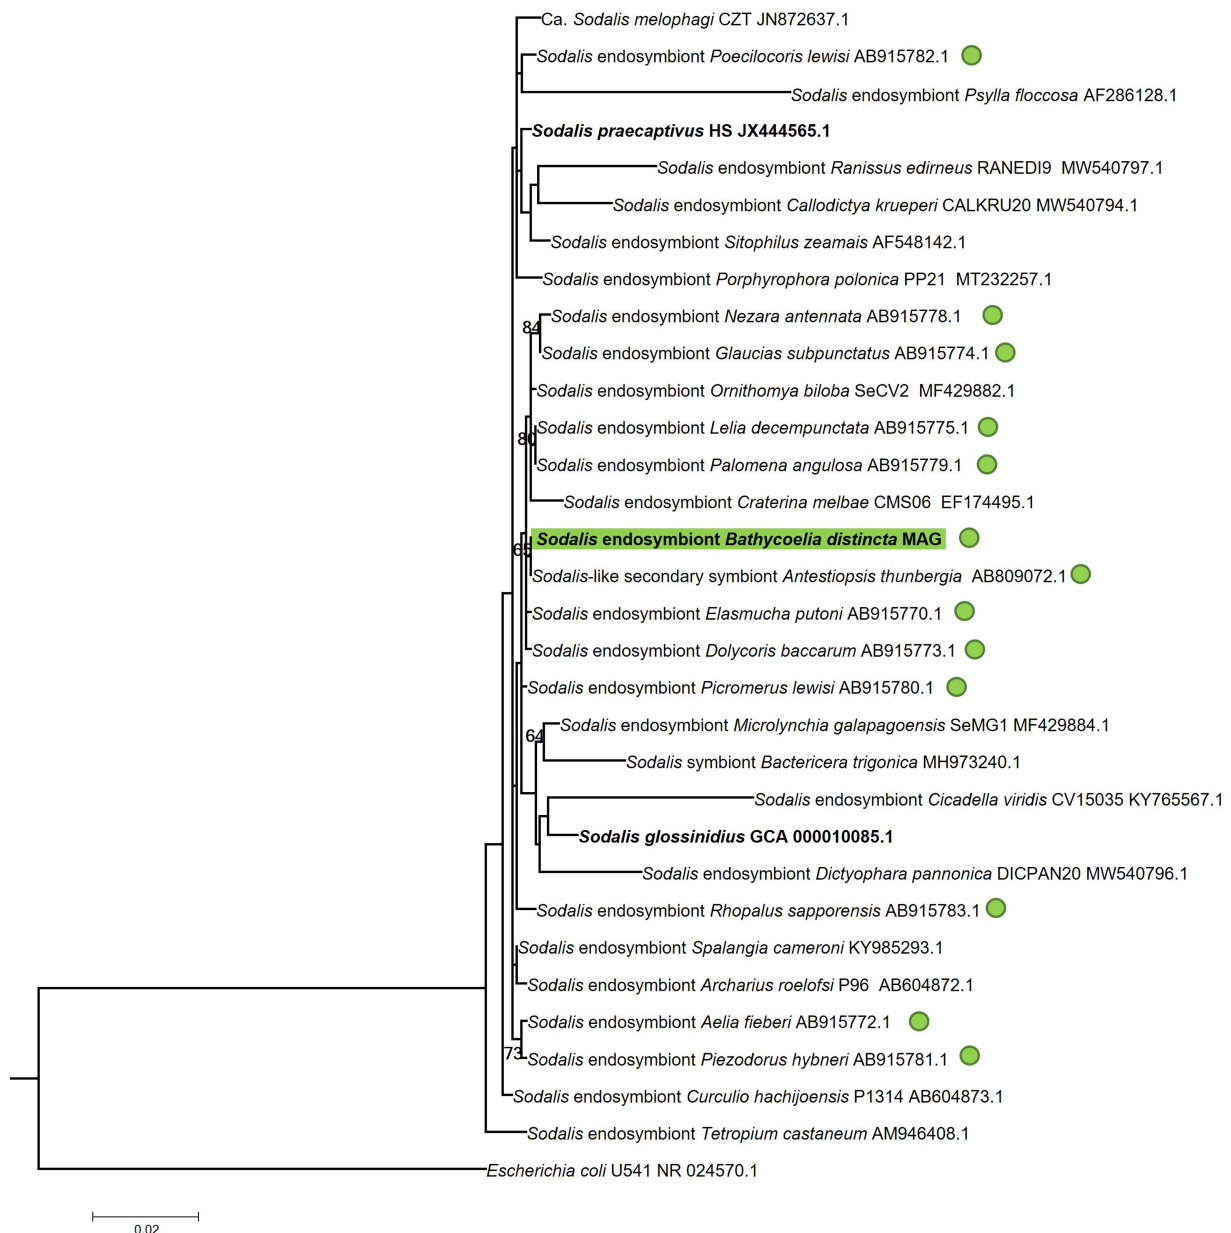 Ca. Sodalis melophagi CZT JN872637.1
Sodalis endosymbiont Poecilocoris lewisi AB915782.1
Sodalis endosymbiont Psylla floccosa AF286128.1
Sodalis praecaptivus HS JX444565.1
Sodalis endosymbiont Ranissus edirneus RANEDI9 MW540797.1
Sodalis endosymbiont Callodictya krueperi CALKRU20 MW540794.1
Sodalis endosymbiont Sitophilus zeamais AF548142.1
Sodalis endosymbiont Porphyrophora polonica PP21 MT232257.1
Sodalis endosymbiont Nezara antennata AB915778.1
84
Sodalis endosymbiont Glaucias subpunctatus AB915774.1
Sodalis endosymbiont Ornithomya biloba SeCV2 MF429882.1
Sodalis endosymbiont Lelia decempunctata AB915775.1
80
Sodalis endosymbiont Palomena angulosa AB915779.1
Sodalis endosymbiont Craterina melbae CMS06 EF174495.1
Sodalis endosymbiont Bathycoelia distincta MAG
65
Sodalis-like secondary symbiont Antestiopsis thunbergia AB809072.1
Sodalis endosymbiont Elasmucha putoni AB915770.1
Sodalis endosymbiont Dolycoris baccarum AB915773.1
Sodalis endosymbiont Picromerus lewisi AB915780.1
Sodalis endosymbiont Microlynchia galapagoensis SeMG1 MF429884.1
64
Sodalis symbiont Bactericera trigonica MH973240.1
Sodalis endosymbiont Cicadella viridis CV15035 KY765567.1
Sodalis glossinidius GCA 000010085.1
Sodalis endosymbiont Dictyophara pannonica DICPAN20 MW540796.1
Sodalis endosymbiont Rhopalus sapporensis AB915783.1
Sodalis endosymbiont Spalangia cameroni KY985293.1
Sodalis endosymbiont Archarius roelofsi P96 AB604872.1
Sodalis endosymbiont Aelia fieberi AB915772.1
73
Sodalis endosymbiont Piezodorus hybneri AB915781.1
Sodalis endosymbiont Curculio hachijoensis P1314 AB604873.1
Sodalis endosymbiont Tetropium castaneum AM946408.1
Escherichia coli U541 NR 024570.1
0.02